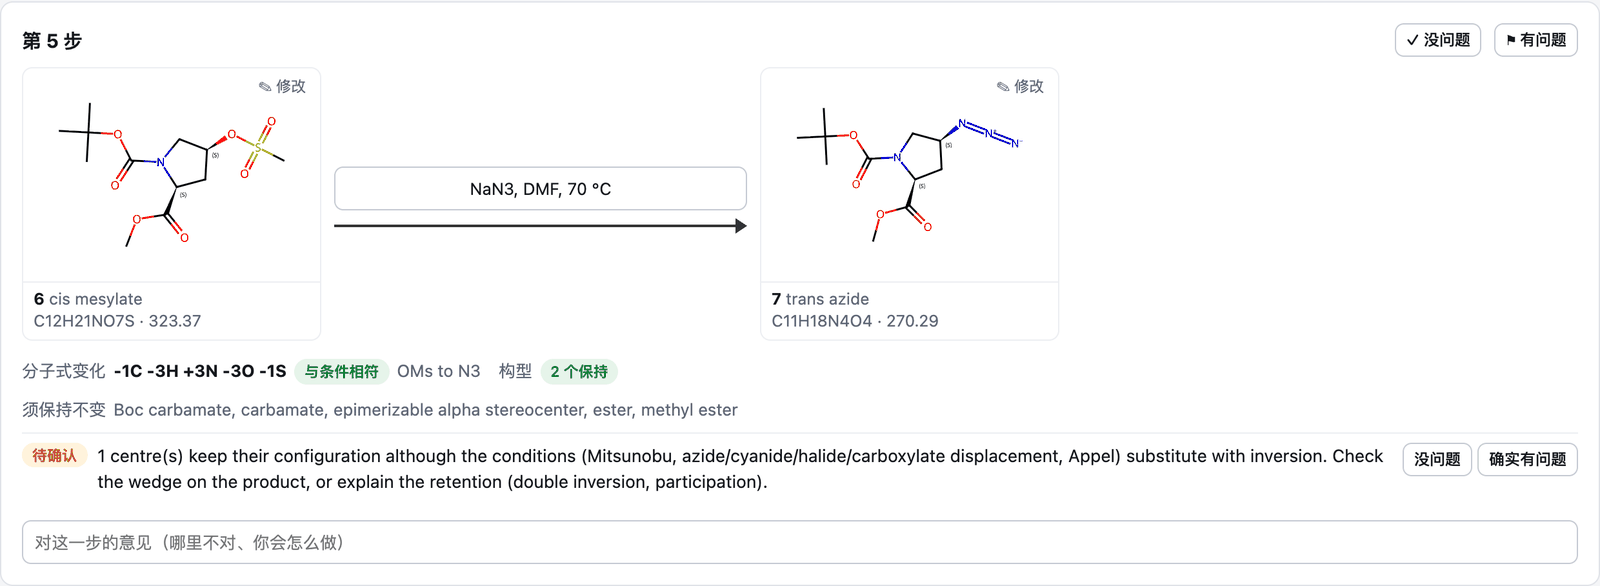 第 5 步
✓ 没问题
⚑ 有问题
✎ 修改
O
O
S
O
(S)
N
O
(S)
O
O
6 cis mesylate
C12H21NO7S · 323.37
NaN3, DMF, 70 °C
✎ 修改
N
N⁺
N⁻
O
(S)
N
O
(S)
O
O
7 trans azide
C11H18N4O4 · 270.29
分子式变化 -1C -3H +3N -3O -1S 与条件相符 OMs to N3 构型 2 个保持
须保持不变 Boc carbamate, carbamate, epimerizable alpha stereocenter, ester, methyl ester
待确认 1 centre(s) keep their configuration although the conditions (Mitsunobu, azide/cyanide/halide/carboxylate displacement, Appel) substitute with inversion. Check
the wedge on the product, or explain the retention (double inversion, participation).
没问题
确实有问题
对这一步的意见（哪里不对、你会怎么做）